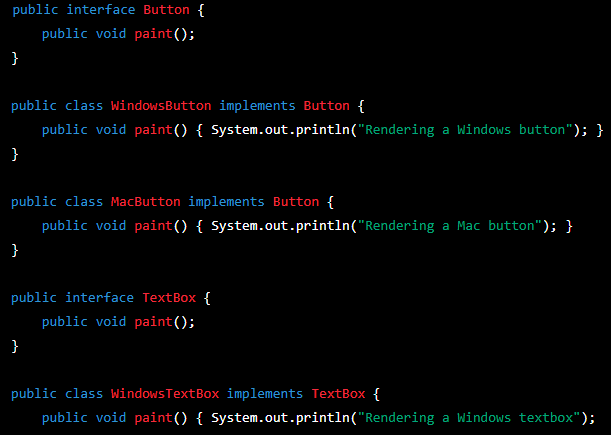 public interface Button {
    public void paint();
}
public class WindowsButton implements Button {
    public void paint() { System.out.println("Rendering a Windows button"); }
}
public class MacButton implements Button {
    public void paint() { System.out.println("Rendering a Mac button"); }
}
public interface TextBox {
    public void paint();
}
public class WindowsTextBox implements TextBox {
    public void paint() { System.out.println("Rendering a Windows textbox");